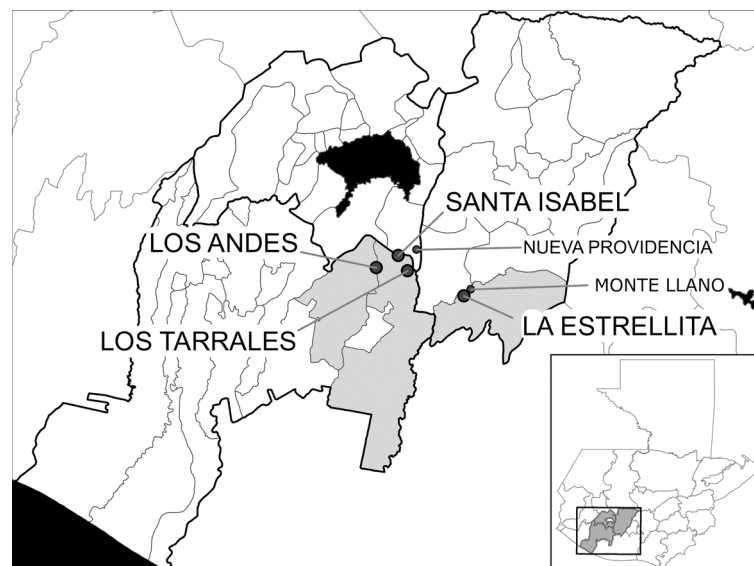 SANTA ISABEL
LOS ANDES
NUEVA PROVIDENCIA
MONTE LLANO
LA ESTRELLITA
LOS TARRALES